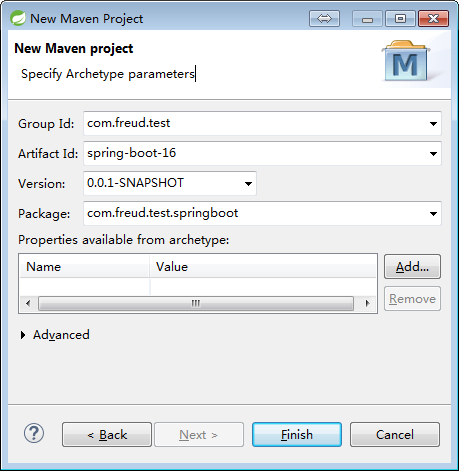 New Maven Project
New Maven project
Specify Archetype parameters
M
Group Id: com.freud.test
Artifact Id: spring-boot-16
Version: 0.0.1-SNAPSHOT
Package: com.freud.test.springboot
Properties available from archetype:
Name Value
Add...
Remove
Advanced
? < Back Next > Finish Cancel